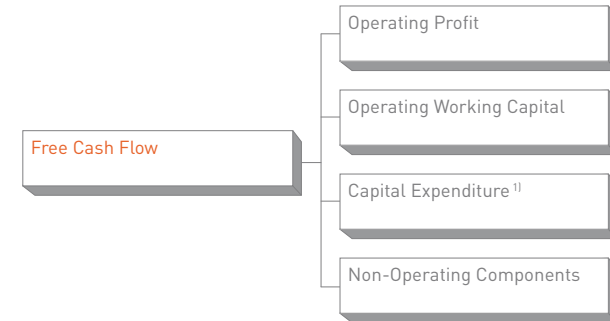 Operating Profit
Operating Working Capital
Free Cash Flow
Capital Expenditure 1)
Non-Operating Components